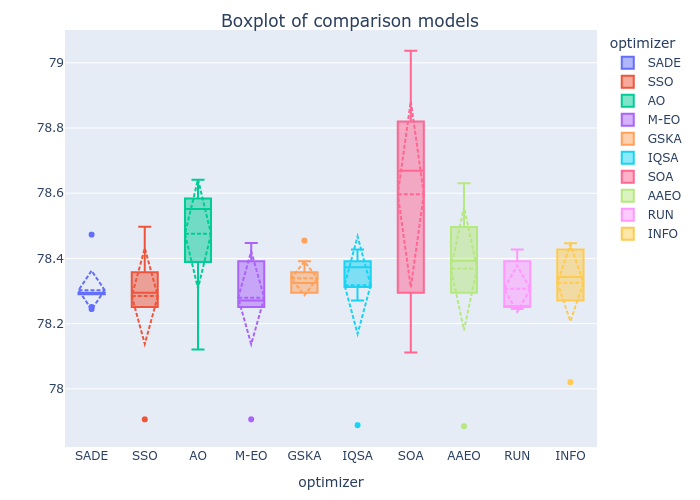 Boxplot of comparison models
optimizer
SADE
SSO
AO
M-EO
GSKA
IQSA
SOA
AAEO
RUN
INFO
79
78.8
78.6
78.4
78.2
78
SADE SSO AO M-EO GSKA IQSA SOA AAEO RUN INFO
optimizer